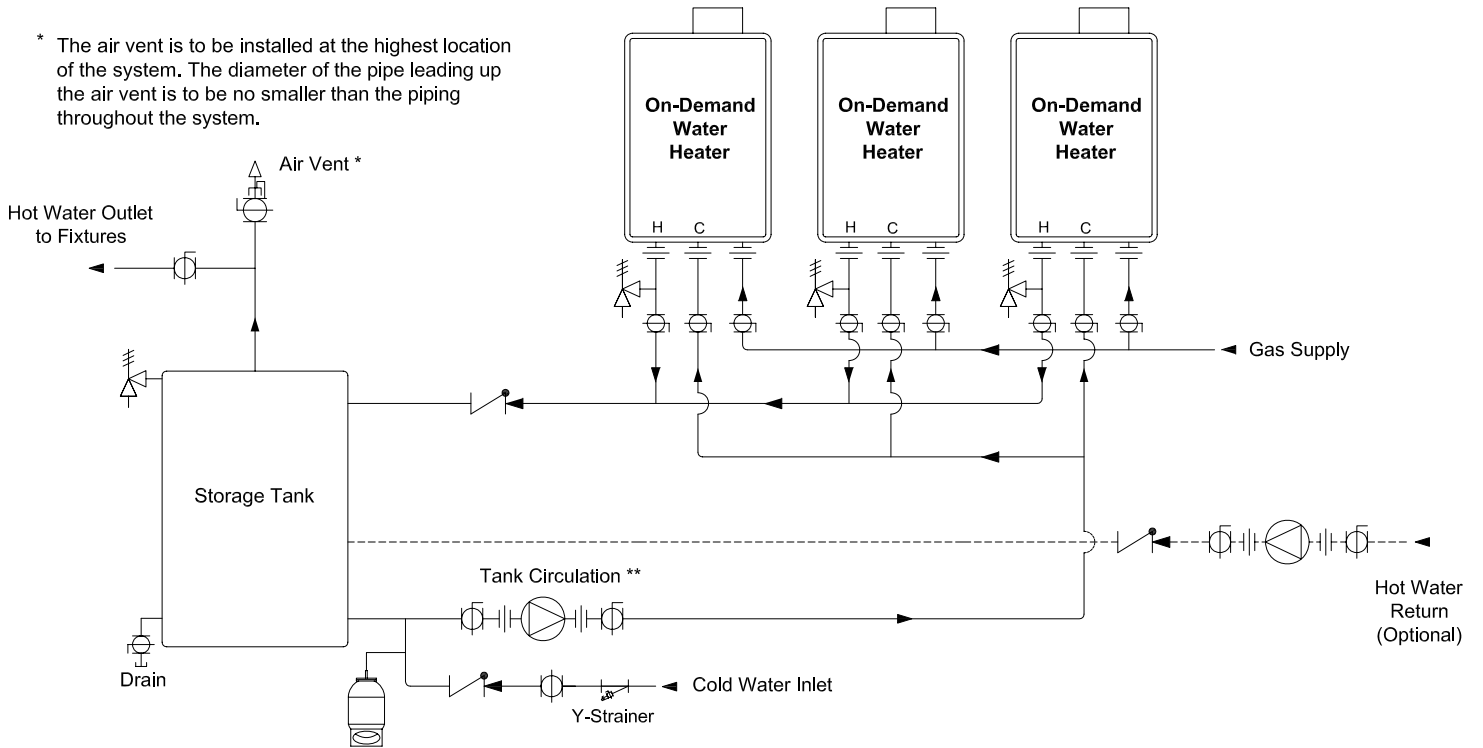 * The air vent is to be installed at the highest location
of the system. The diameter of the pipe leading up
the air vent is to be no smaller than the piping
throughout the system.
Air Vent *
Hot Water Outlet
to Fixtures
On-Demand
Water
Heater
H C
On-Demand
Water
Heater
H C
On-Demand
Water
Heater
H C
Gas Supply
Storage Tank
Tank Circulation **
Hot Water
Return
(Optional)
Drain
Cold Water Inlet
Y-Strainer